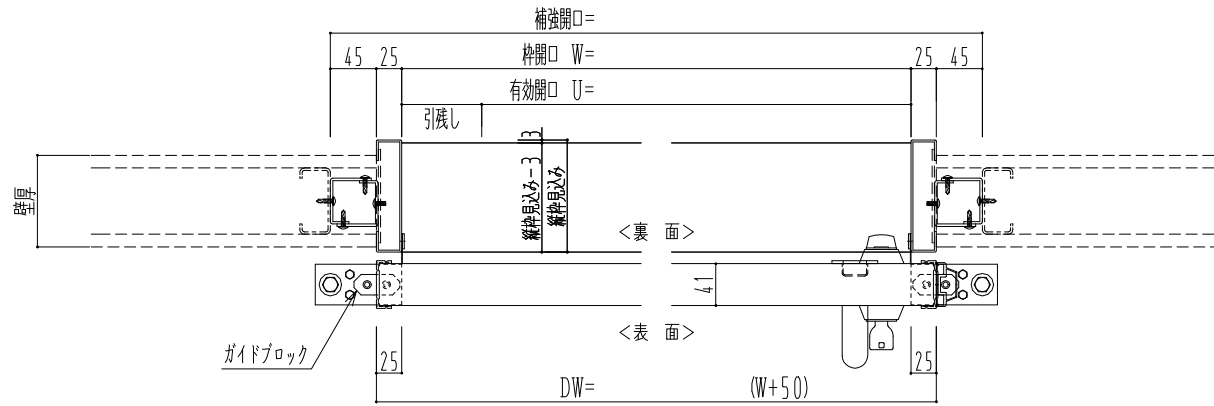 補強開口=
45 25 枠開口 W= 25 45
有効開口 U=
引残し
3
縦枠見込み-3
縦枠見込み
壁厚
<裏 面>
41
<表 面>
ガイドブロック
25 25
DW= (W+50)